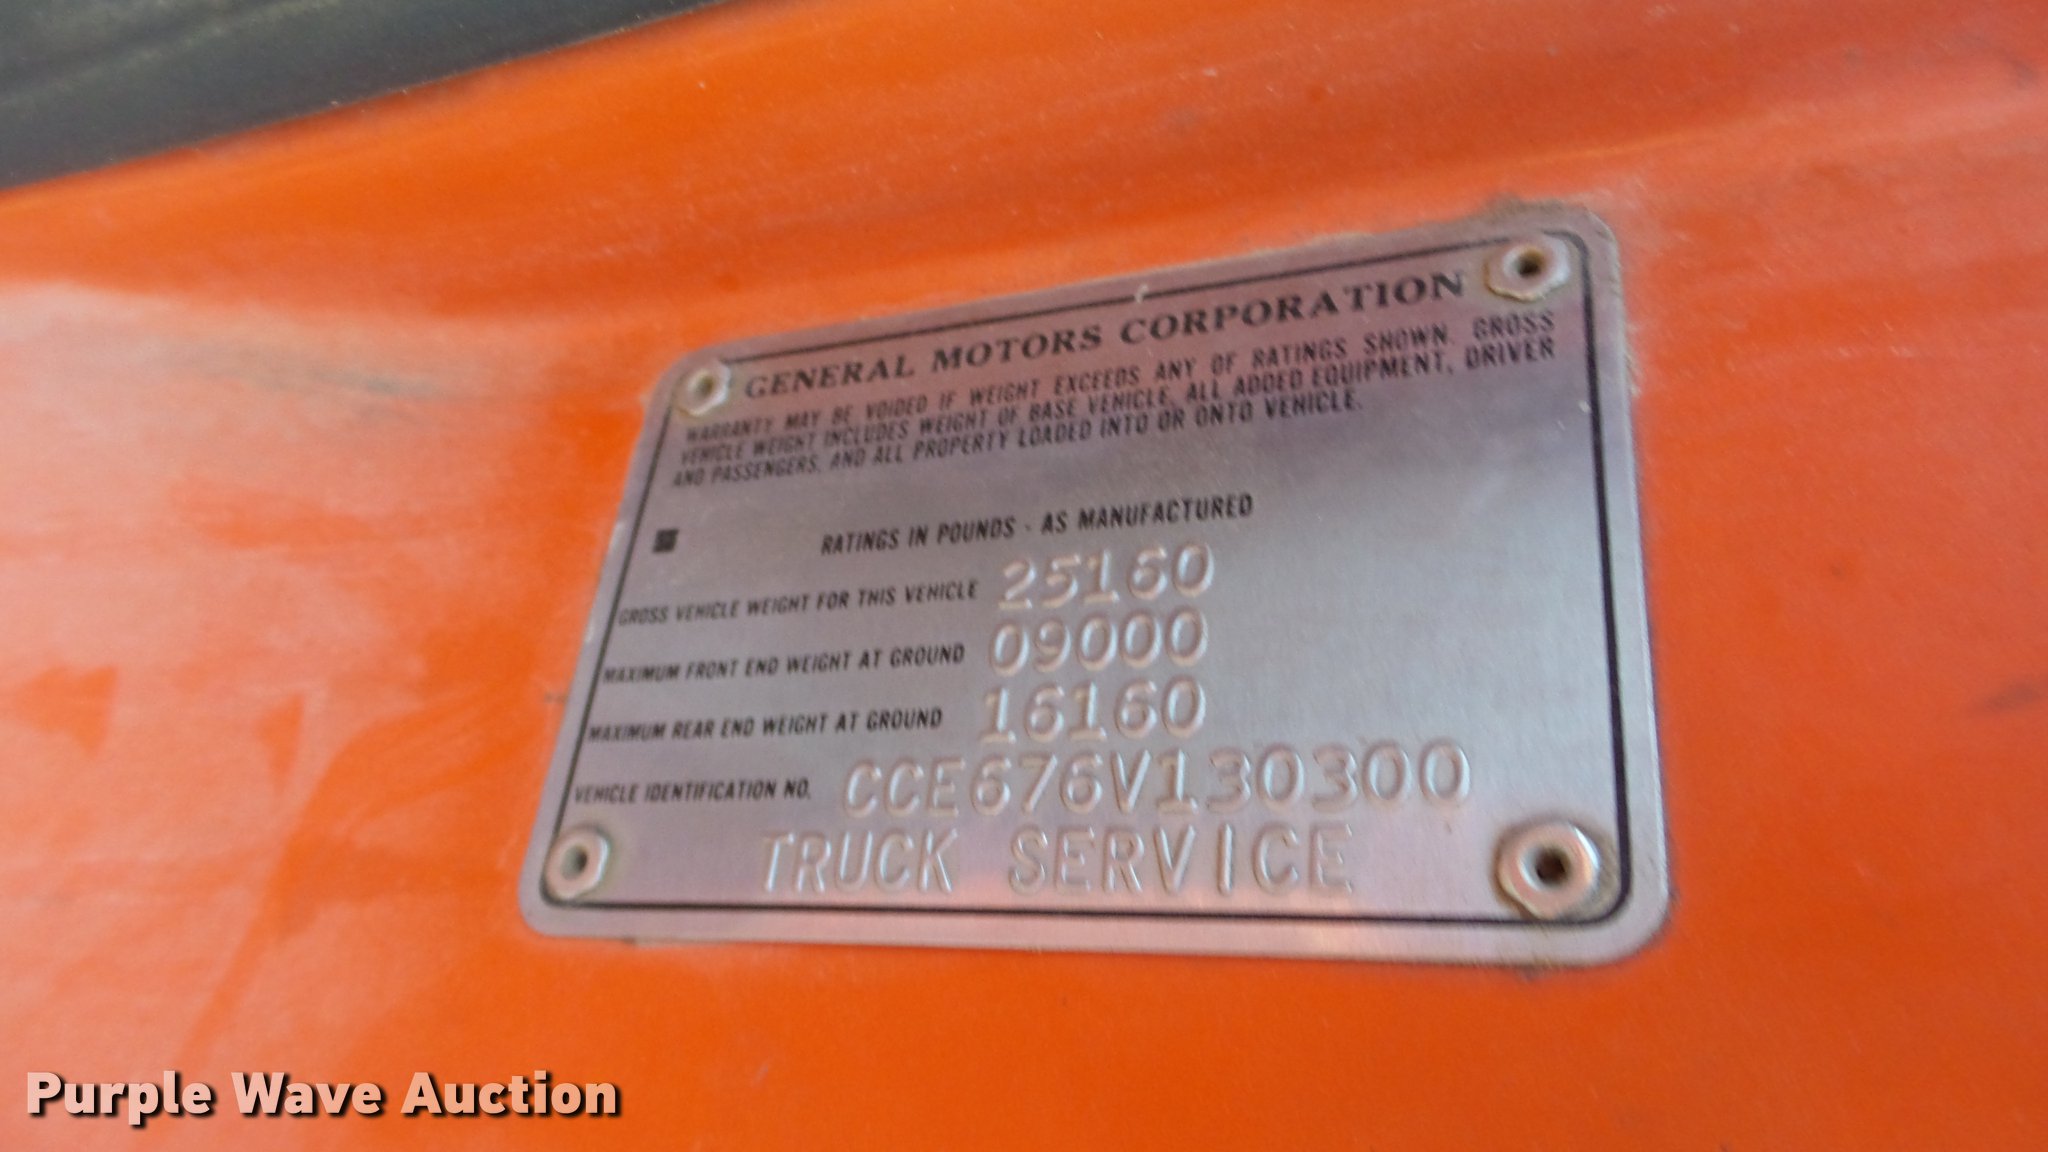 GENERAL MOTORS CORPORATION
WARRANTY MAY BE VOIDED IF WEIGHT EXCEEDS ANY OF RATINGS SHOWN. GROSS
VEHICLE WEIGHT INCLUDES WEIGHT OF BASE VEHICLE, ALL ADDED EQUIPMENT, DRIVER
AND PASSENGERS, AND ALL PROPERTY LOADED INTO OR ONTO VEHICLE.
RATINGS IN POUNDS - AS MANUFACTURED
GROSS VEHICLE WEIGHT FOR THIS VEHICLE 25160
MAXIMUM FRONT END WEIGHT AT GROUND 09000
MAXIMUM REAR END WEIGHT AT GROUND 16160
VEHICLE IDENTIFICATION NO. CCE676V130300
TRUCK SERVICE
Purple Wave Auction